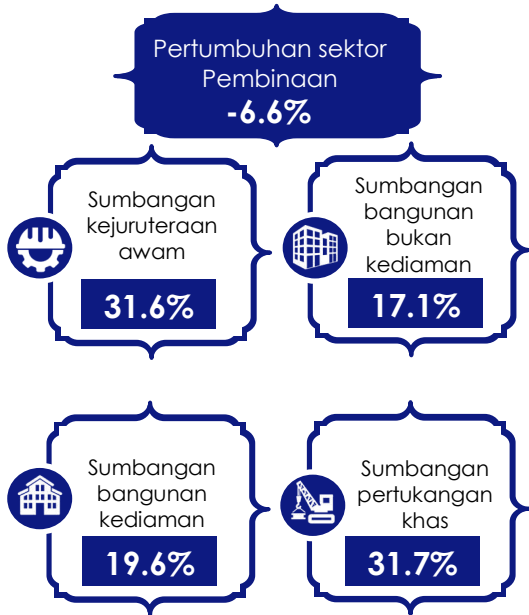 Pertumbuhan sektor
Pembinaan
-6.6%
Sumbangan
kejuruteraan
awam
31.6%
Sumbangan
bangunan
bukan
kediaman
17.1%
Sumbangan
bangunan
kediaman
19.6%
Sumbangan
pertukangan
khas
31.7%